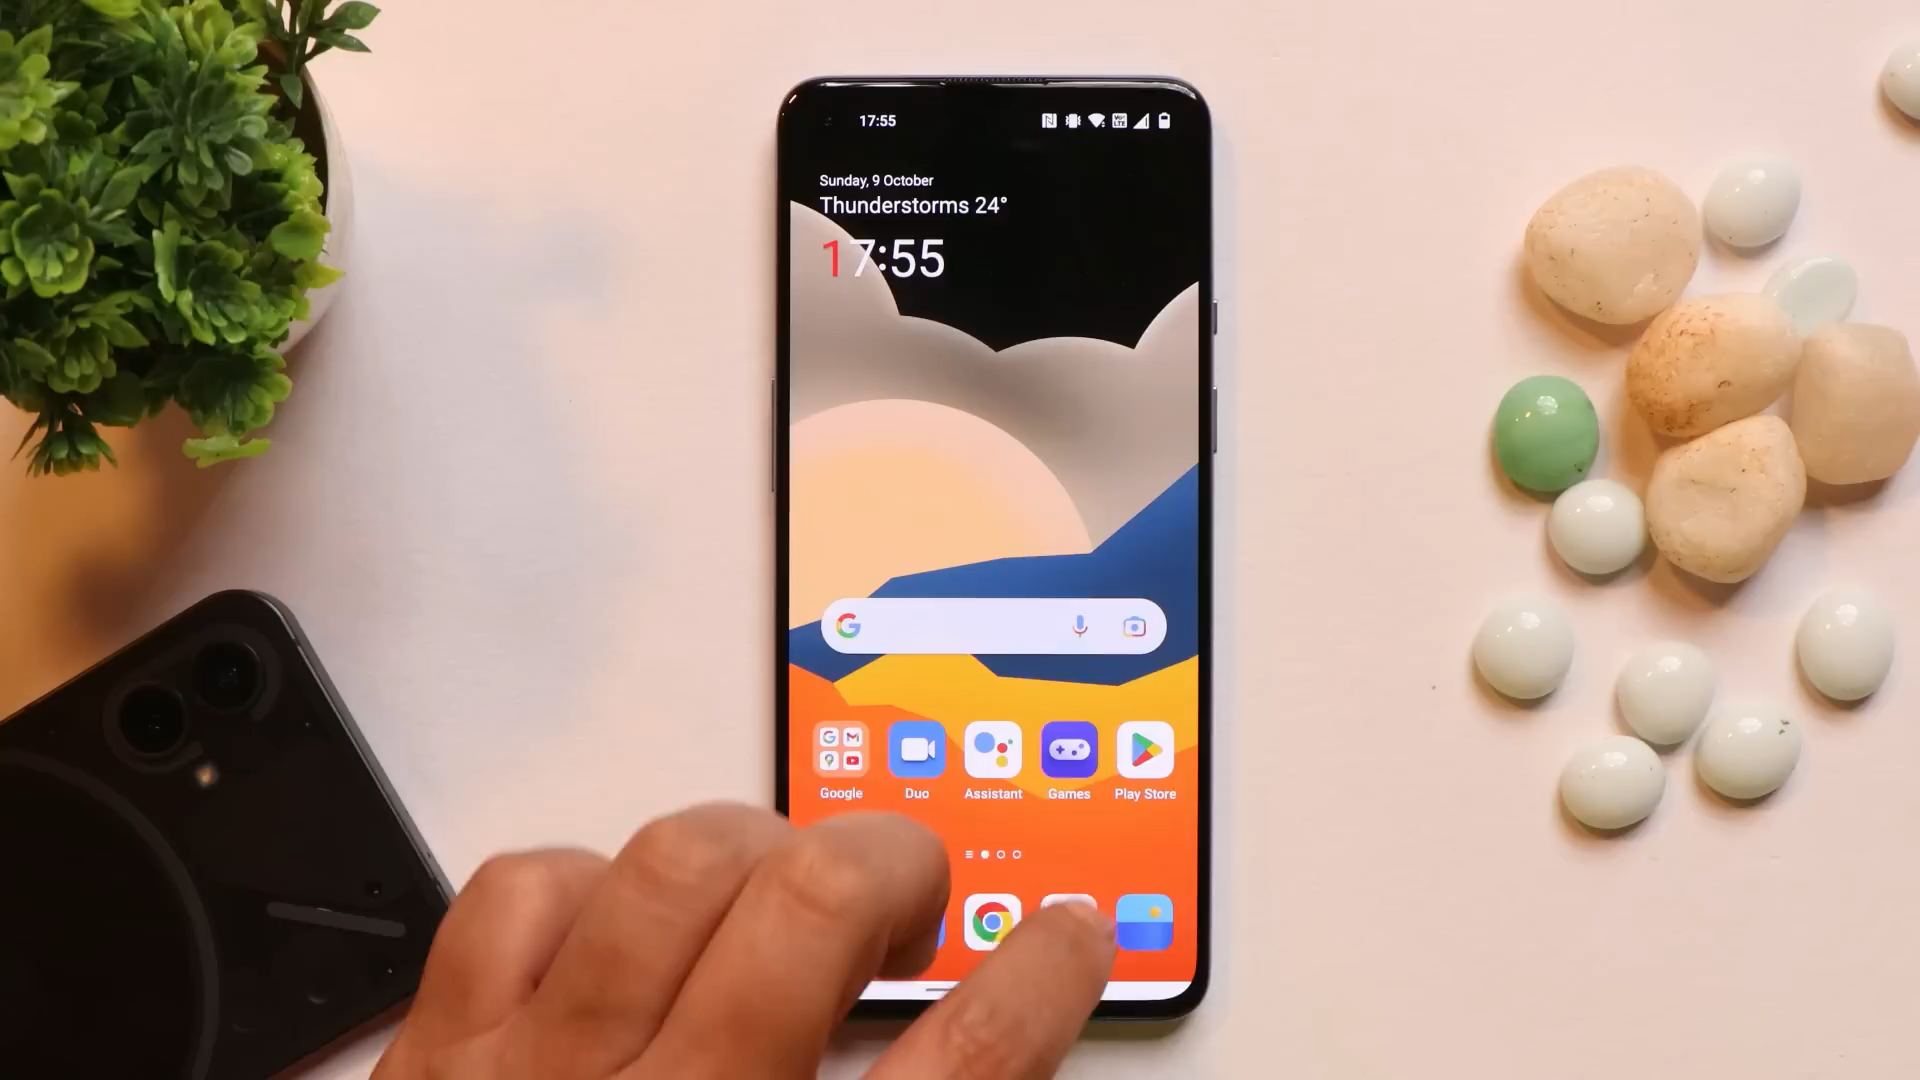 17:55
Sunday, 9 October
Thunderstorms 24°
17:55
Google
Duo
Assistant
Games
Play Store